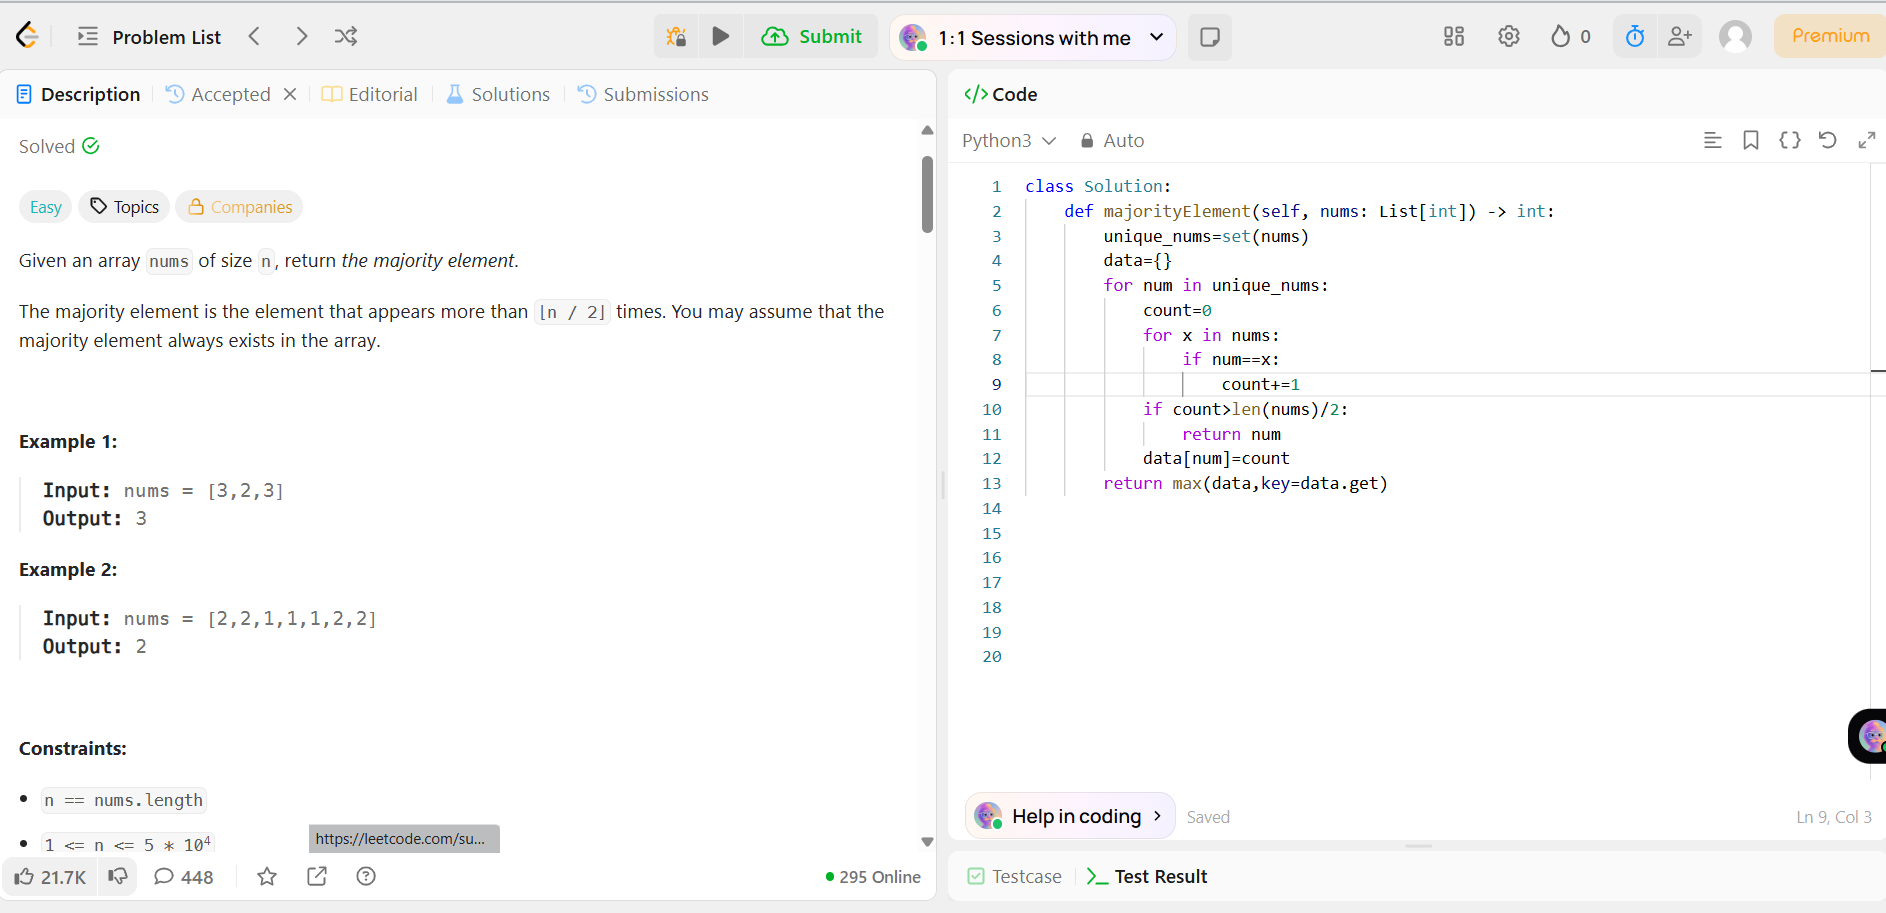 Problem List
Submit
1:1 Sessions with me
0
Premium
Description
Accepted
Editorial
Solutions
Submissions
Solved
Easy
Topics
Companies
Given an array nums of size n, return the majority element.
The majority element is the element that appears more than ⌊n / 2⌋ times. You may assume that the
majority element always exists in the array.
Example 1:
Input: nums = [3,2,3]
Output: 3
Example 2:
Input: nums = [2,2,1,1,1,2,2]
Output: 2
Constraints:
n == nums.length
1 <= n <= 5 * 10⁴
https://leetcode.com/su...
21.7K
448
295 Online
</> Code
Python3
Auto
1 class Solution:
2     def majorityElement(self, nums: List[int]) -> int:
3         unique_nums=set(nums)
4         data={}
5         for num in unique_nums:
6             count=0
7             for x in nums:
8                 if num==x:
9                     count+=1
10             if count>len(nums)/2:
11                 return num
12             data[num]=count
13         return max(data,key=data.get)
14
15
16
17
18
19
20
Help in coding
Saved
Ln 9, Col 3
Testcase
Test Result